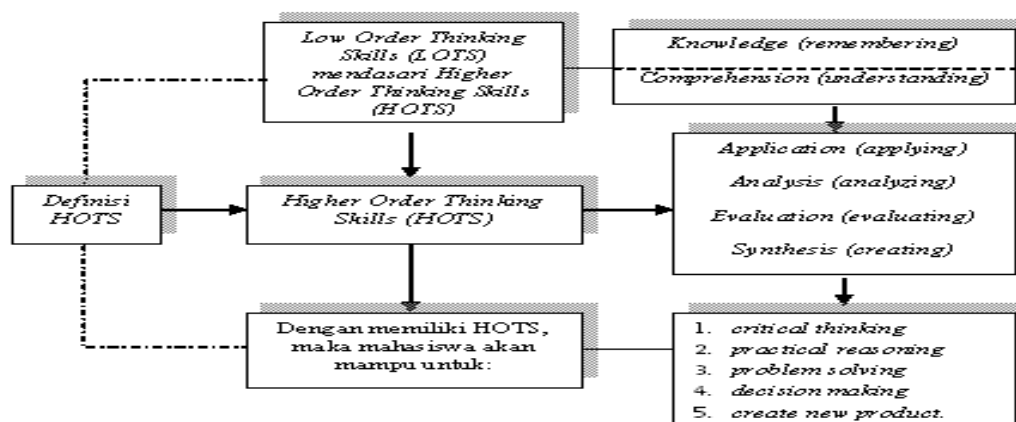 Low Order Thinking
Skills (LOTS)
mendasari Higher
Order Thinking Skills
(HOTS)
Knowledge (remembering)
Comprehension (understanding)
Application (applying)
Analysis (analyzing)
Evaluation (evaluating)
Synthesis (creating)
Definisi
HOTS
Higher Order Thinking
Skills (HOTS)
Dengan memiliki HOTS,
maka mahasiswa akan
mampu untuk:
1. critical thinking
2. practical reasoning
3. problem solving
4. decision making
5. create new product.